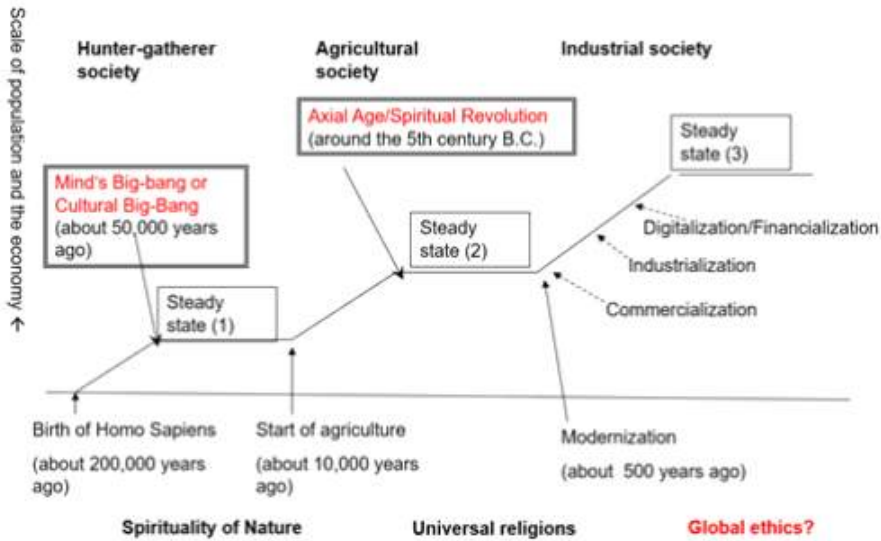 Scale of population and the economy ←
Hunter-gatherer
society
Agricultural
society
Industrial society
Axial Age/Spiritual Revolution
(around the 5th century B.C.)
Steady
state (3)
Mind's Big-bang or
Cultural Big-Bang
(about 50,000 years
ago)
Steady
state (2)
Digitalization/Financialization
Industrialization
Commercialization
Steady
state (1)
Birth of Homo Sapiens
(about 200,000 years
ago)
Start of agriculture
(about 10,000 years
ago)
Modernization
(about 500 years ago)
Spirituality of Nature
Universal religions
Global ethics?